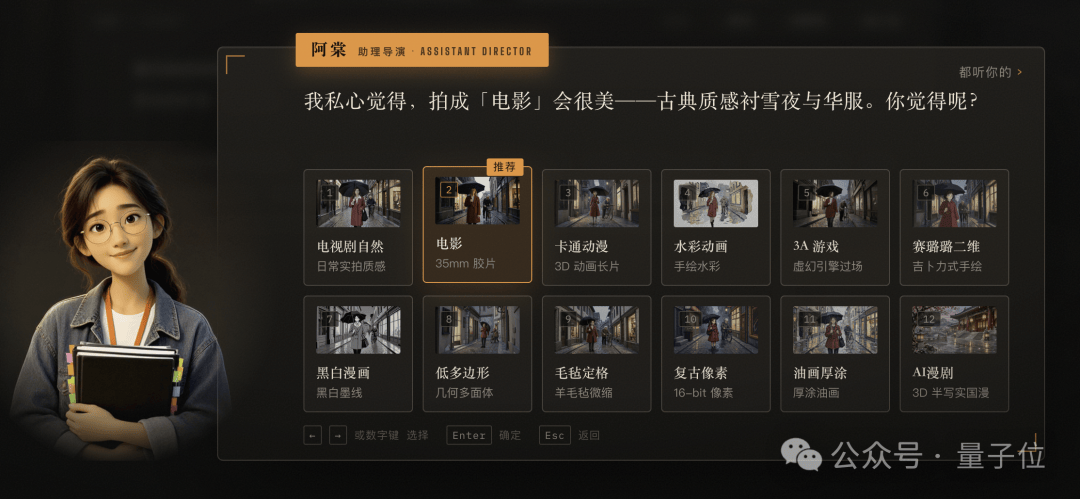 阿棠 助理导演 · ASSISTANT DIRECTOR
都听你的 >
我私心觉得，拍成「电影」会很美——古典质感衬雪夜与华服。你觉得呢？
推荐
1 2 3 4 5 6
电视剧自然 电影 卡通动漫 水彩动画 3A 游戏 赛璐璐二维
日常实拍质感 35mm 胶片 3D 动画长片 手绘水彩 虚幻引擎过场 吉卜力式手绘
7 8 9 10 11 12
黑白漫画 低多边形 毛毡定格 复古像素 油画厚涂 AI漫剧
黑白墨线 几何多面体 羊毛毡微缩 16-bit 像素 厚涂油画 3D 半写实国漫
← → 或数字键 选择 Enter 确定 Esc 返回
公众号 · 量子位